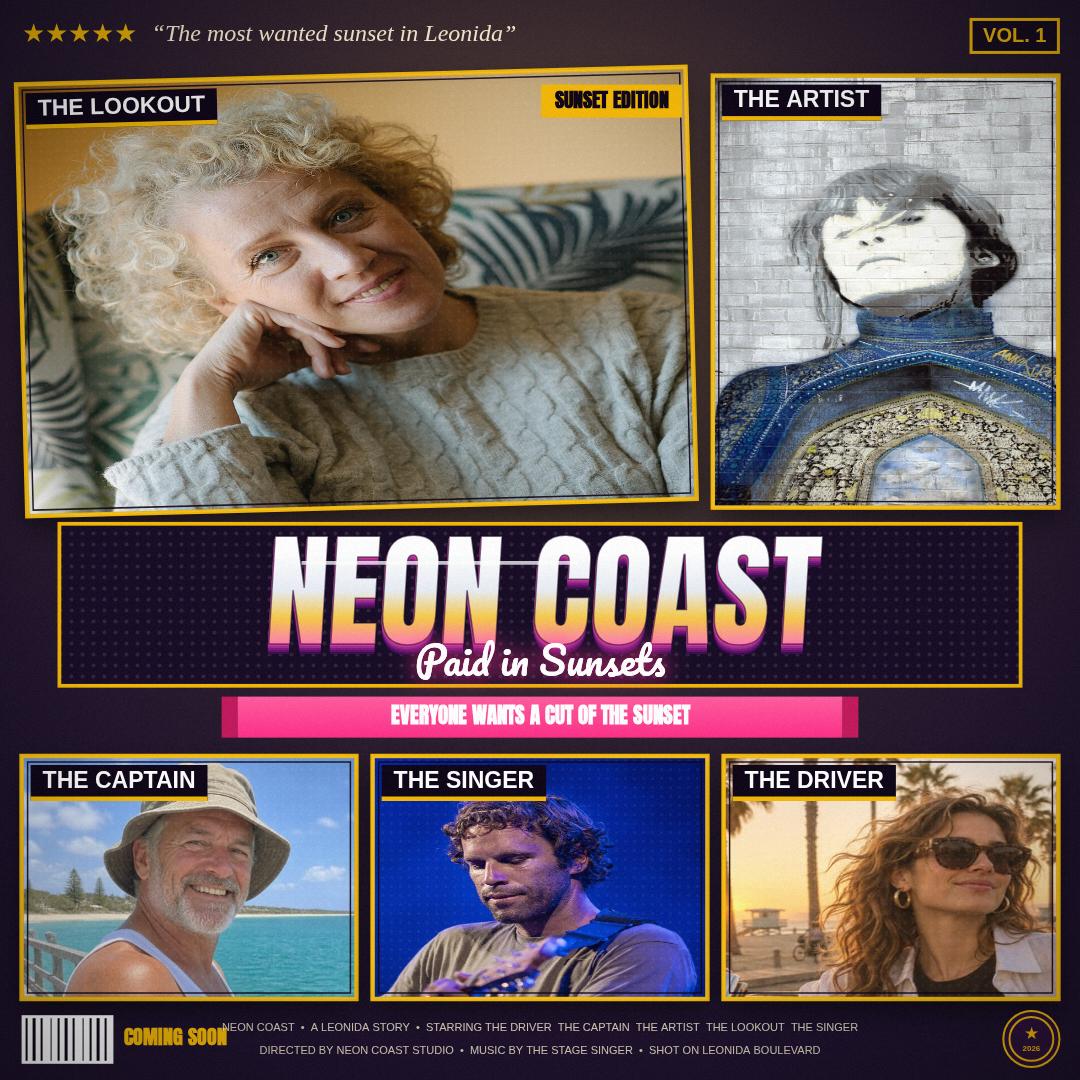 ★★★★★ “The most wanted sunset in Leonida”
VOL. 1
THE LOOKOUT
SUNSET EDITION
THE ARTIST
NEON COAST
Paid in Sunsets
EVERYONE WANTS A CUT OF THE SUNSET
THE CAPTAIN
THE SINGER
THE DRIVER
COMING SOON
NEON COAST • A LEONIDA STORY • STARRING THE DRIVER THE CAPTAIN THE ARTIST THE LOOKOUT THE SINGER
DIRECTED BY NEON COAST STUDIO • MUSIC BY THE STAGE SINGER • SHOT ON LEONIDA BOULEVARD
★
2026